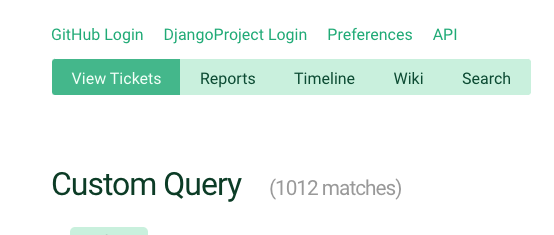 GitHub Login DjangoProject Login Preferences API
View Tickets Reports Timeline Wiki Search
Custom Query (1012 matches)